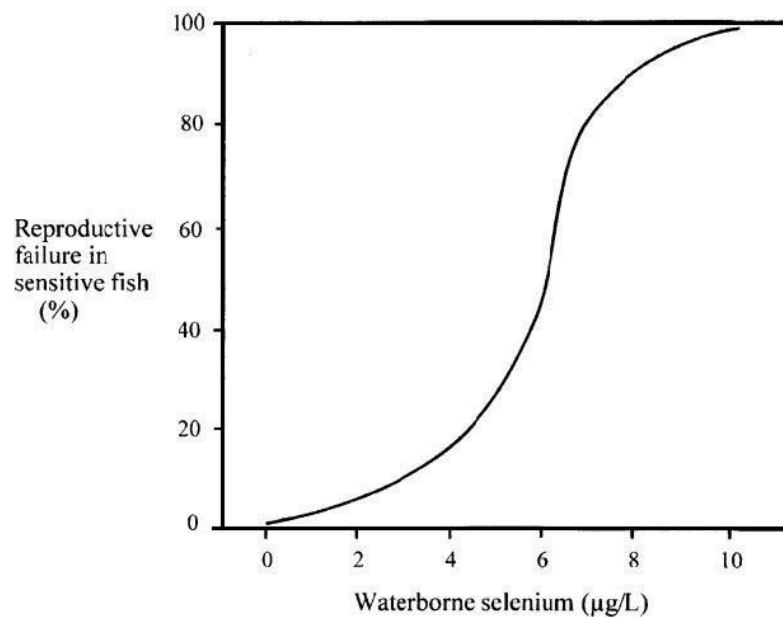 100
80
Reproductive
60
failure in
sensitive fish
(%)
40
20
0
0 2 4 6 8 10
Waterborne selenium (µg/L)